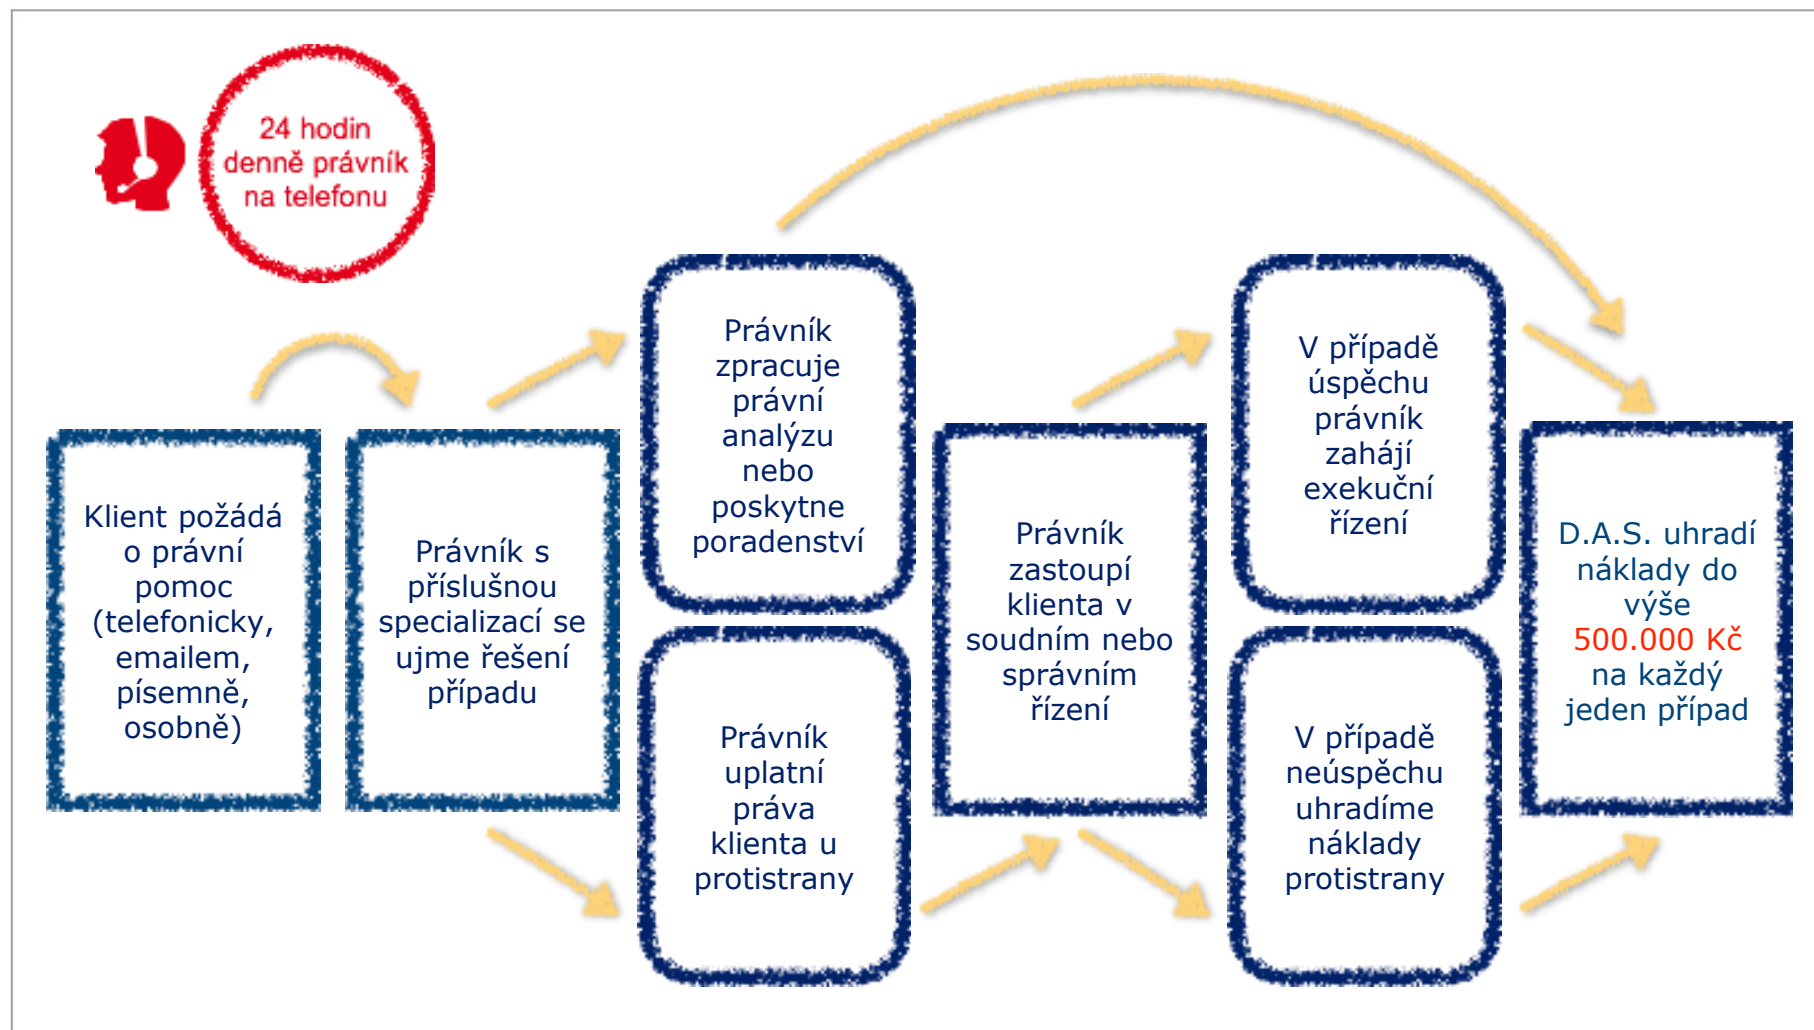 24 hodin
denně právník
na telefonu
Klient požádá
o právní
pomoc
(telefonicky,
emailem,
písemně,
osobně)
Právník s
příslušnou
specializací se
ujme řešení
případu
Právník
zpracuje
právní
analýzu
nebo
poskytne
poradenství
Právník
uplatní
práva
klienta u
protistrany
Právník
zastoupí
klienta v
soudním nebo
správním
řízení
V případě
úspěchu
právník
zahájí
exekuční
řízení
V případě
neúspěchu
uhradíme
náklady
protistrany
D.A.S. uhradí
náklady do
výše
500.000 Kč
na každý
jeden případ